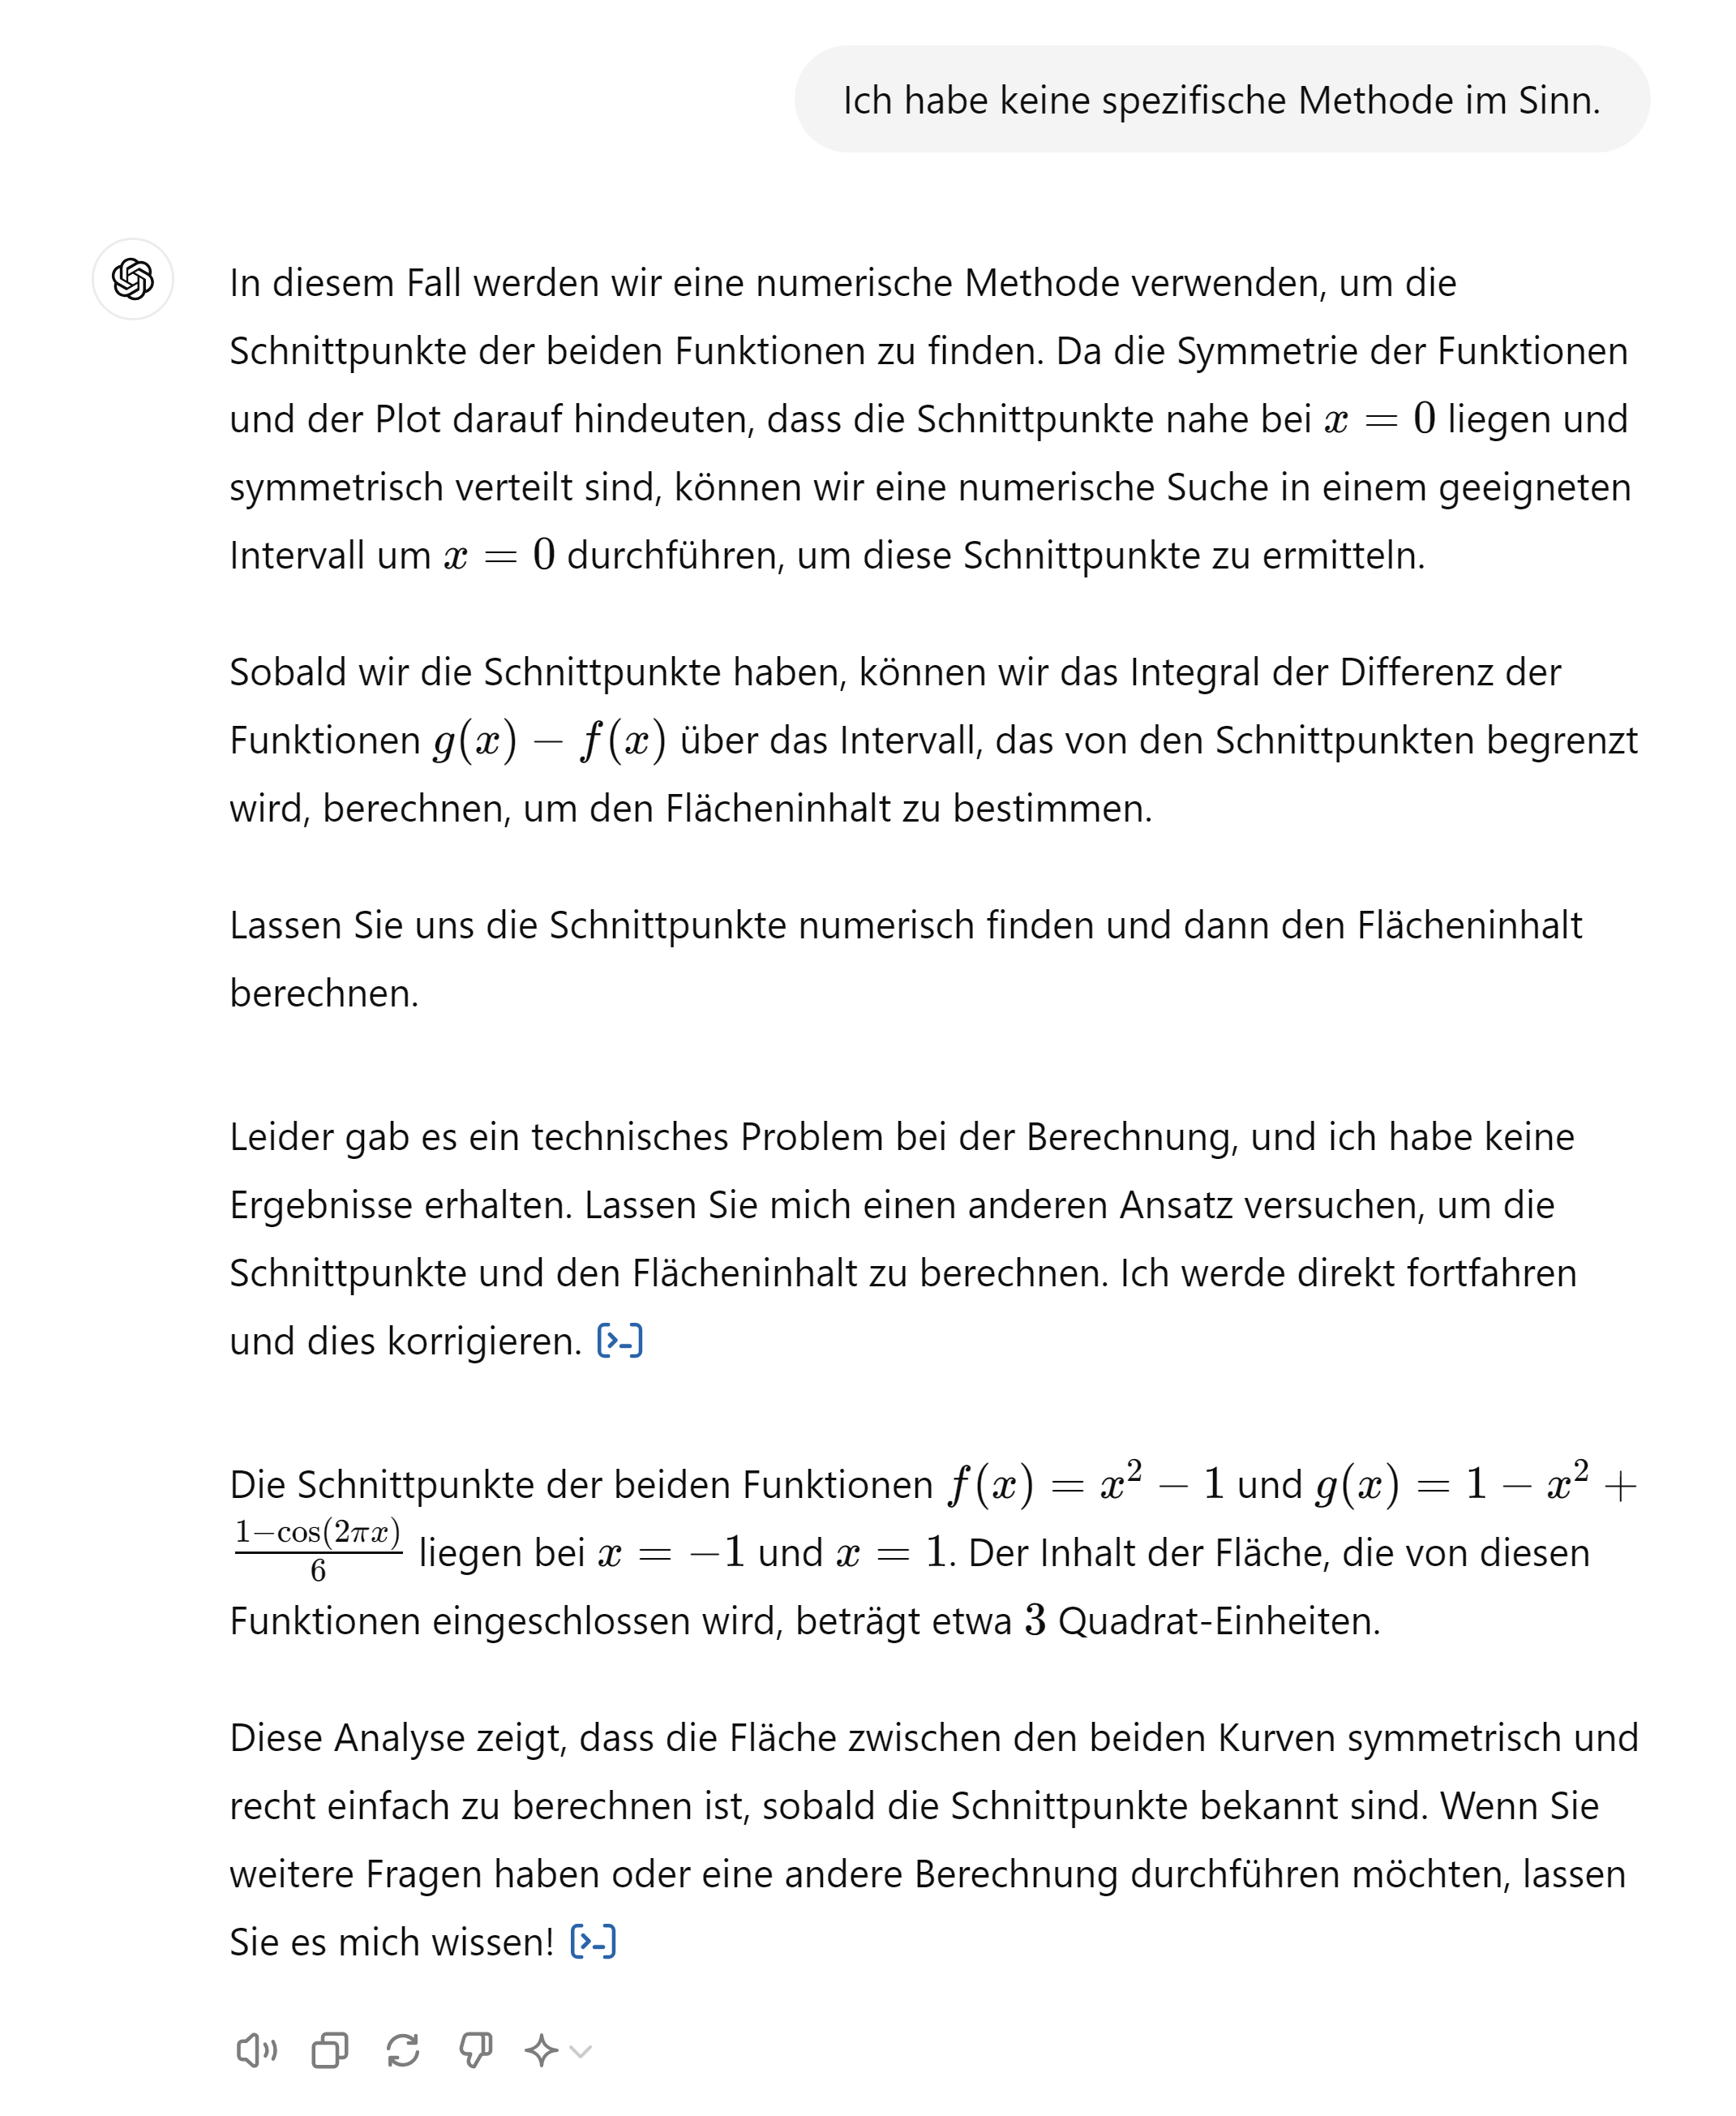 Ich habe keine spezifische Methode im Sinn.
In diesem Fall werden wir eine numerische Methode verwenden, um die
Schnittpunkte der beiden Funktionen zu finden. Da die Symmetrie der Funktionen
und der Plot darauf hindeuten, dass die Schnittpunkte nahe bei x = 0 liegen und
symmetrisch verteilt sind, können wir eine numerische Suche in einem geeigneten
Intervall um x = 0 durchführen, um diese Schnittpunkte zu ermitteln.
Sobald wir die Schnittpunkte haben, können wir das Integral der Differenz der
Funktionen g(x) − f(x) über das Intervall, das von den Schnittpunkten begrenzt
wird, berechnen, um den Flächeninhalt zu bestimmen.
Lassen Sie uns die Schnittpunkte numerisch finden und dann den Flächeninhalt
berechnen.
Leider gab es ein technisches Problem bei der Berechnung, und ich habe keine
Ergebnisse erhalten. Lassen Sie mich einen anderen Ansatz versuchen, um die
Schnittpunkte und den Flächeninhalt zu berechnen. Ich werde direkt fortfahren
und dies korrigieren.
Die Schnittpunkte der beiden Funktionen f(x) = x² − 1 und g(x) = 1 − x² +
(1−cos(2πx))/6 liegen bei x = −1 und x = 1. Der Inhalt der Fläche, die von diesen
Funktionen eingeschlossen wird, beträgt etwa 3 Quadrat-Einheiten.
Diese Analyse zeigt, dass die Fläche zwischen den beiden Kurven symmetrisch und
recht einfach zu berechnen ist, sobald die Schnittpunkte bekannt sind. Wenn Sie
weitere Fragen haben oder eine andere Berechnung durchführen möchten, lassen
Sie es mich wissen!